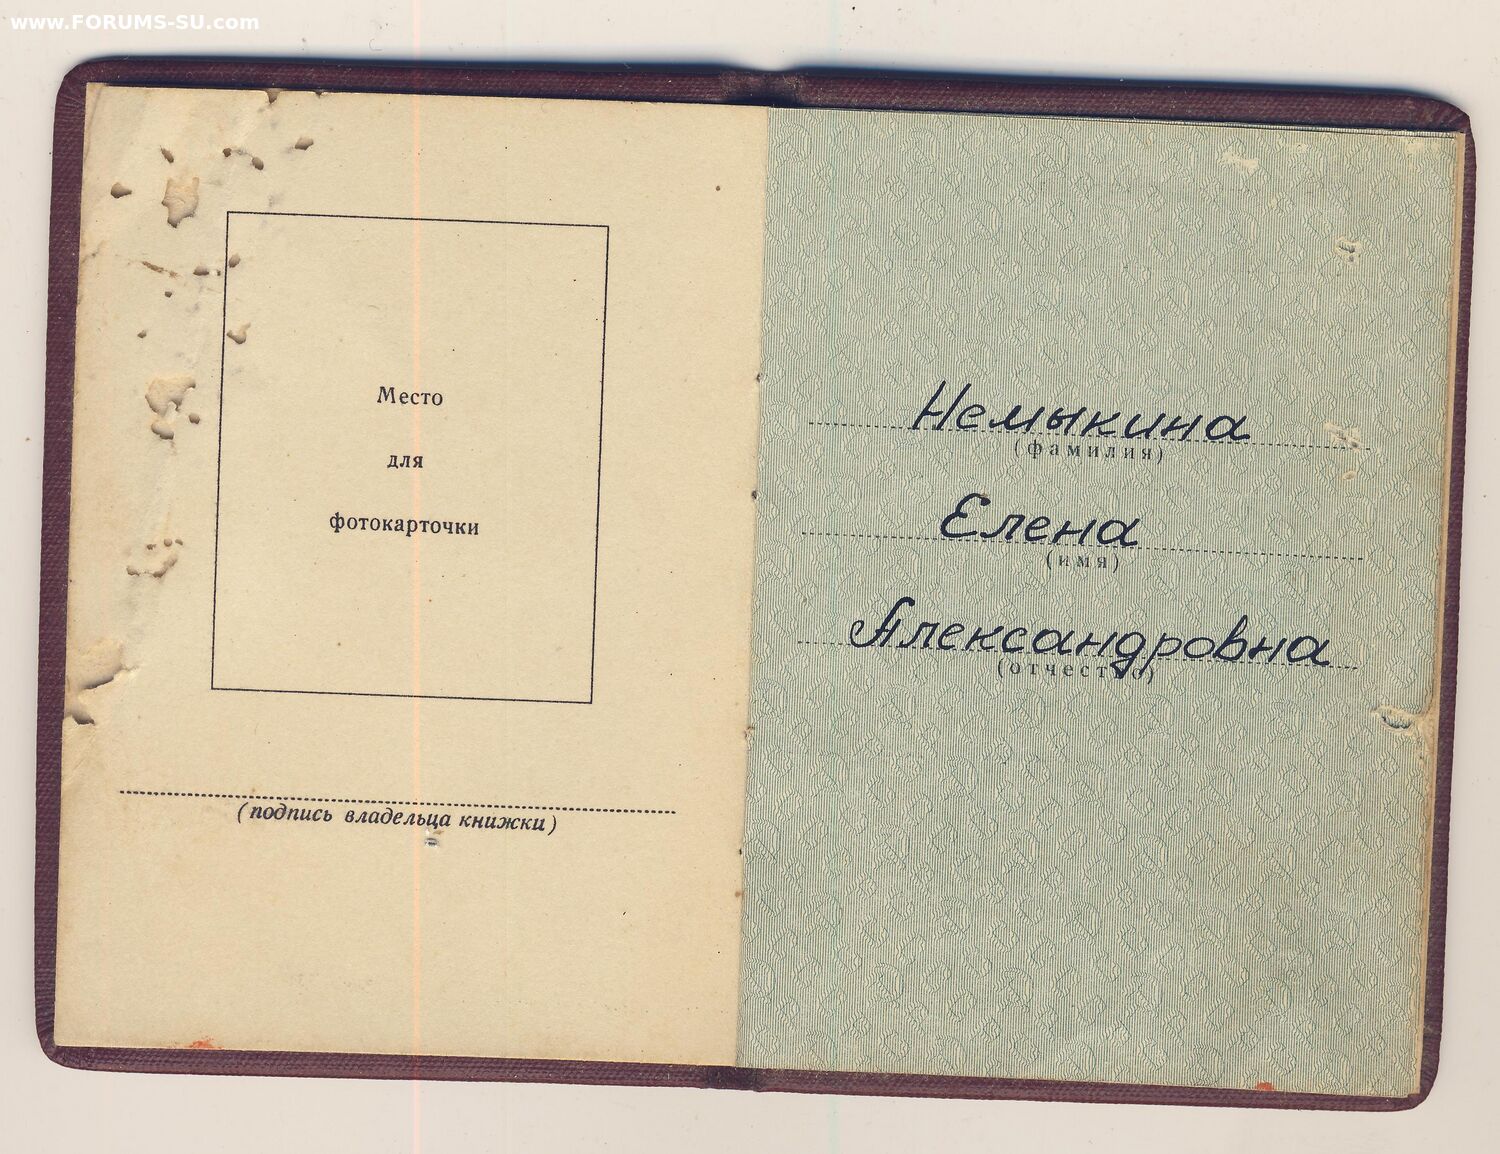 www.FORUMS-SU.com
Место
для
фотокарточки
(подпись владельца книжки)
Немыкина
(фамилия)
Елена
(имя)
Александровна
(отчество)